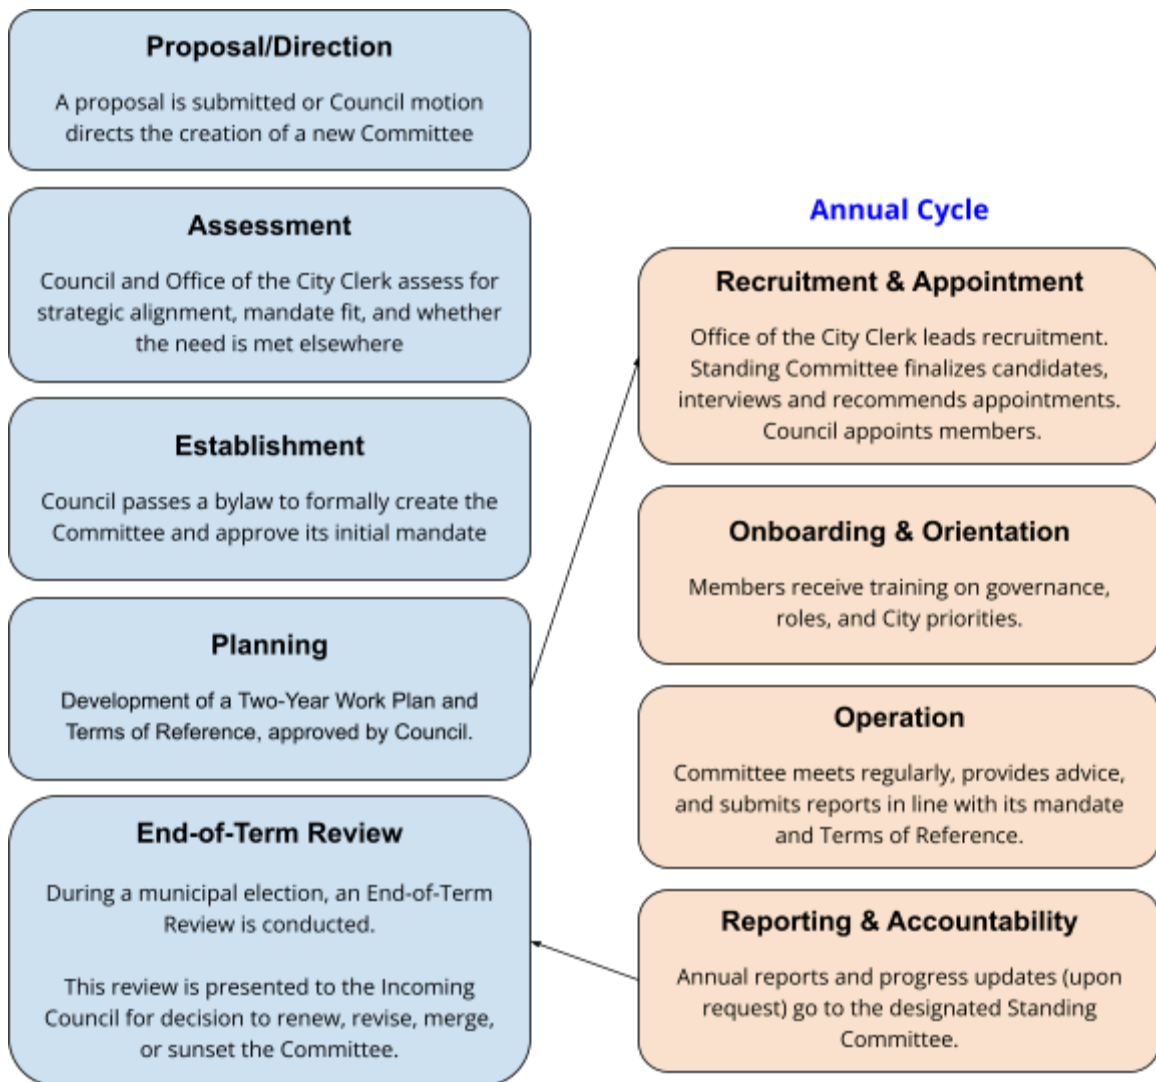 Proposal/Direction
A proposal is submitted or Council motion
directs the creation of a new Committee
Assessment
Council and Office of the City Clerk assess for
strategic alignment, mandate fit, and whether
the need is met elsewhere
Establishment
Council passes a bylaw to formally create the
Committee and approve its initial mandate
Planning
Development of a Two-Year Work Plan and
Terms of Reference, approved by Council.
End-of-Term Review
During a municipal election, an End-of-Term
Review is conducted.
This review is presented to the Incoming
Council for decision to renew, revise, merge,
or sunset the Committee.
Annual Cycle
Recruitment & Appointment
Office of the City Clerk leads recruitment.
Standing Committee finalizes candidates,
interviews and recommends appointments.
Council appoints members.
Onboarding & Orientation
Members receive training on governance,
roles, and City priorities.
Operation
Committee meets regularly, provides advice,
and submits reports in line with its mandate
and Terms of Reference.
Reporting & Accountability
Annual reports and progress updates (upon
request) go to the designated Standing
Committee.